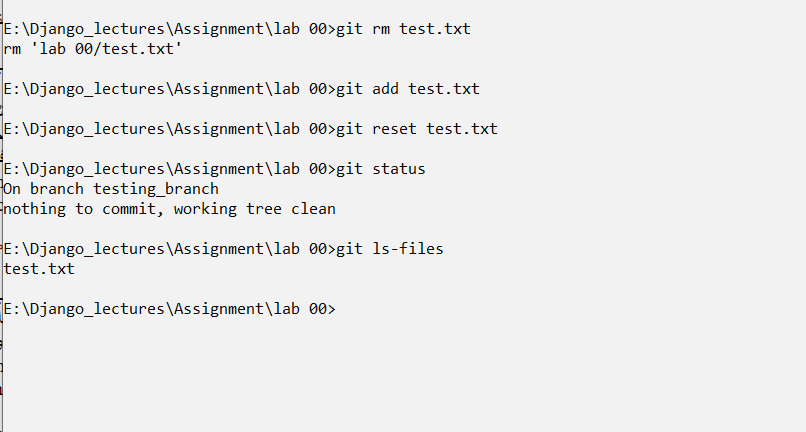 E:\Django_lectures\Assignment\lab 00>git rm test.txt
rm 'lab 00/test.txt'
E:\Django_lectures\Assignment\lab 00>git add test.txt
E:\Django_lectures\Assignment\lab 00>git reset test.txt
E:\Django_lectures\Assignment\lab 00>git status
On branch testing_branch
nothing to commit, working tree clean
E:\Django_lectures\Assignment\lab 00>git ls-files
test.txt
E:\Django_lectures\Assignment\lab 00>